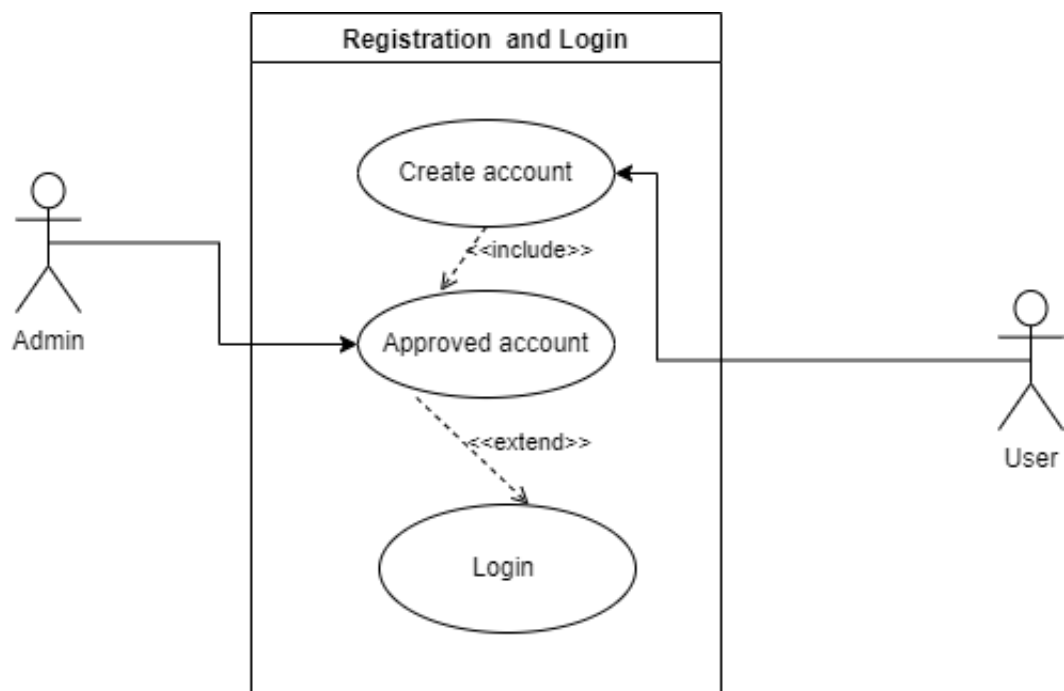 Registration and Login
Create account
<<include>>
Admin
Approved account
<<extend>>
User
Login